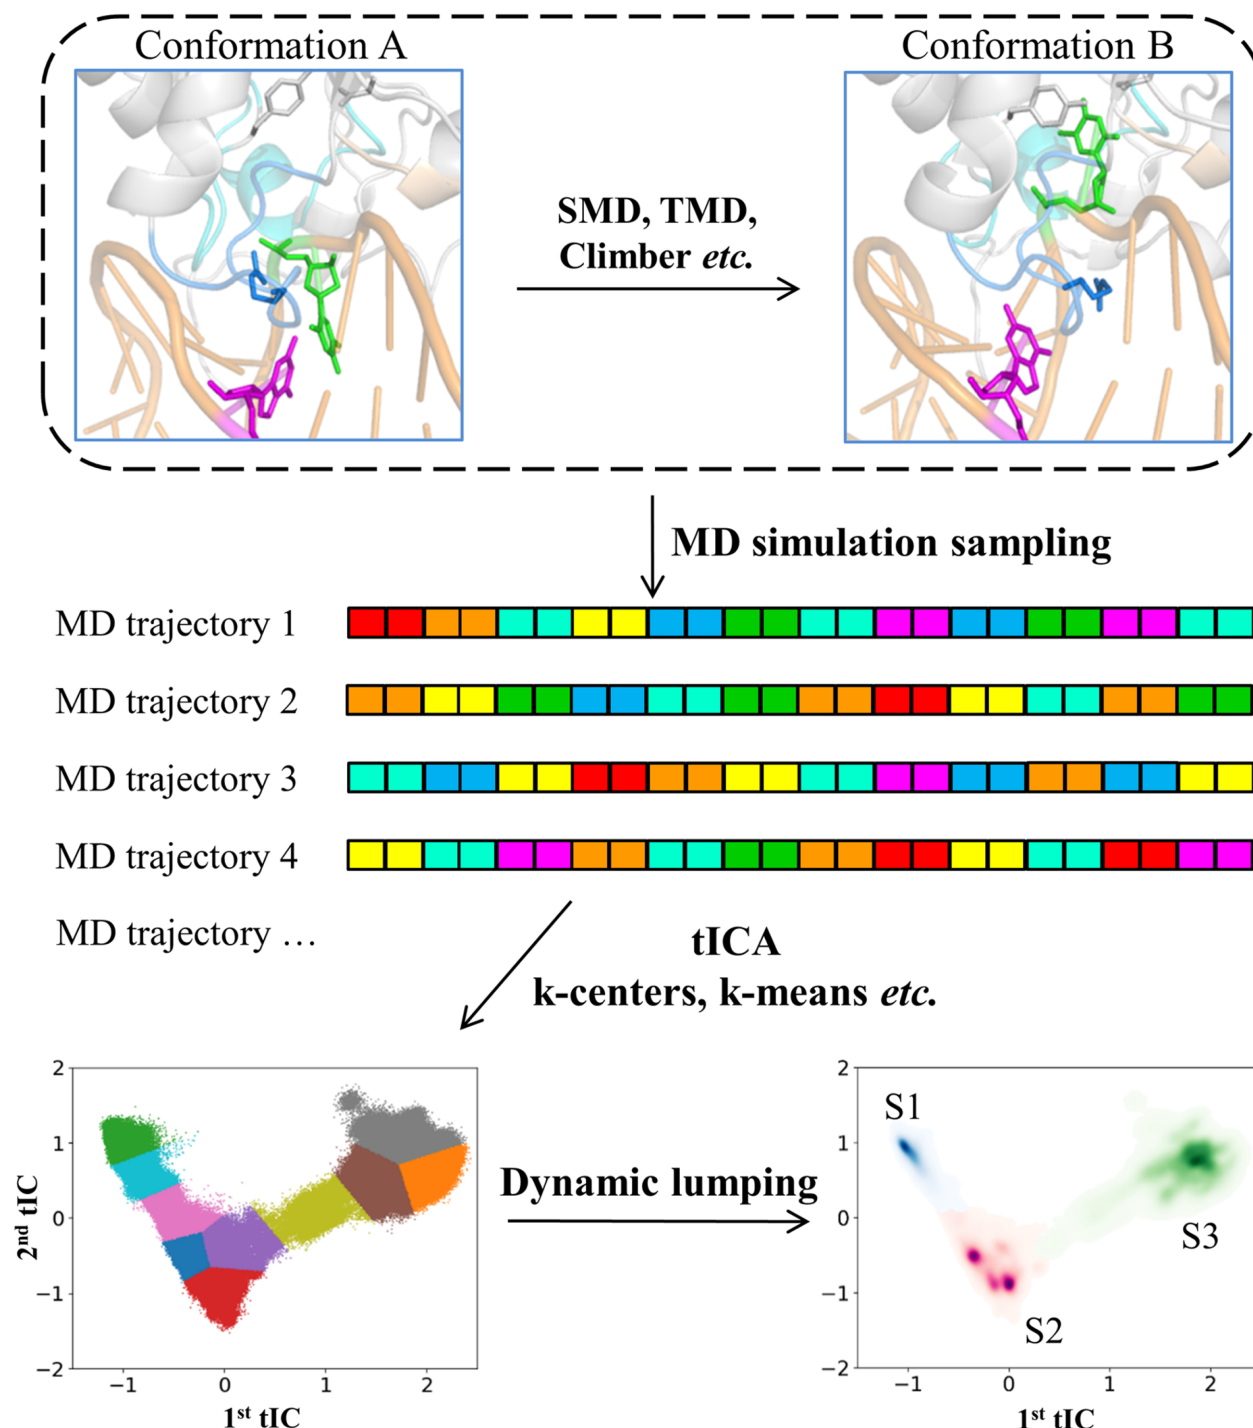 Conformation A
Conformation B
SMD, TMD,
Climber etc.
MD simulation sampling
MD trajectory 1
MD trajectory 2
MD trajectory 3
MD trajectory 4
MD trajectory …
tICA
k-centers, k-means etc.
2
1
0
−1
−2
2nd tIC
−1 0 1 2
1st tIC
Dynamic lumping
2
1
0
−1
−2
S1
S2
S3
−1 0 1 2
1st tIC